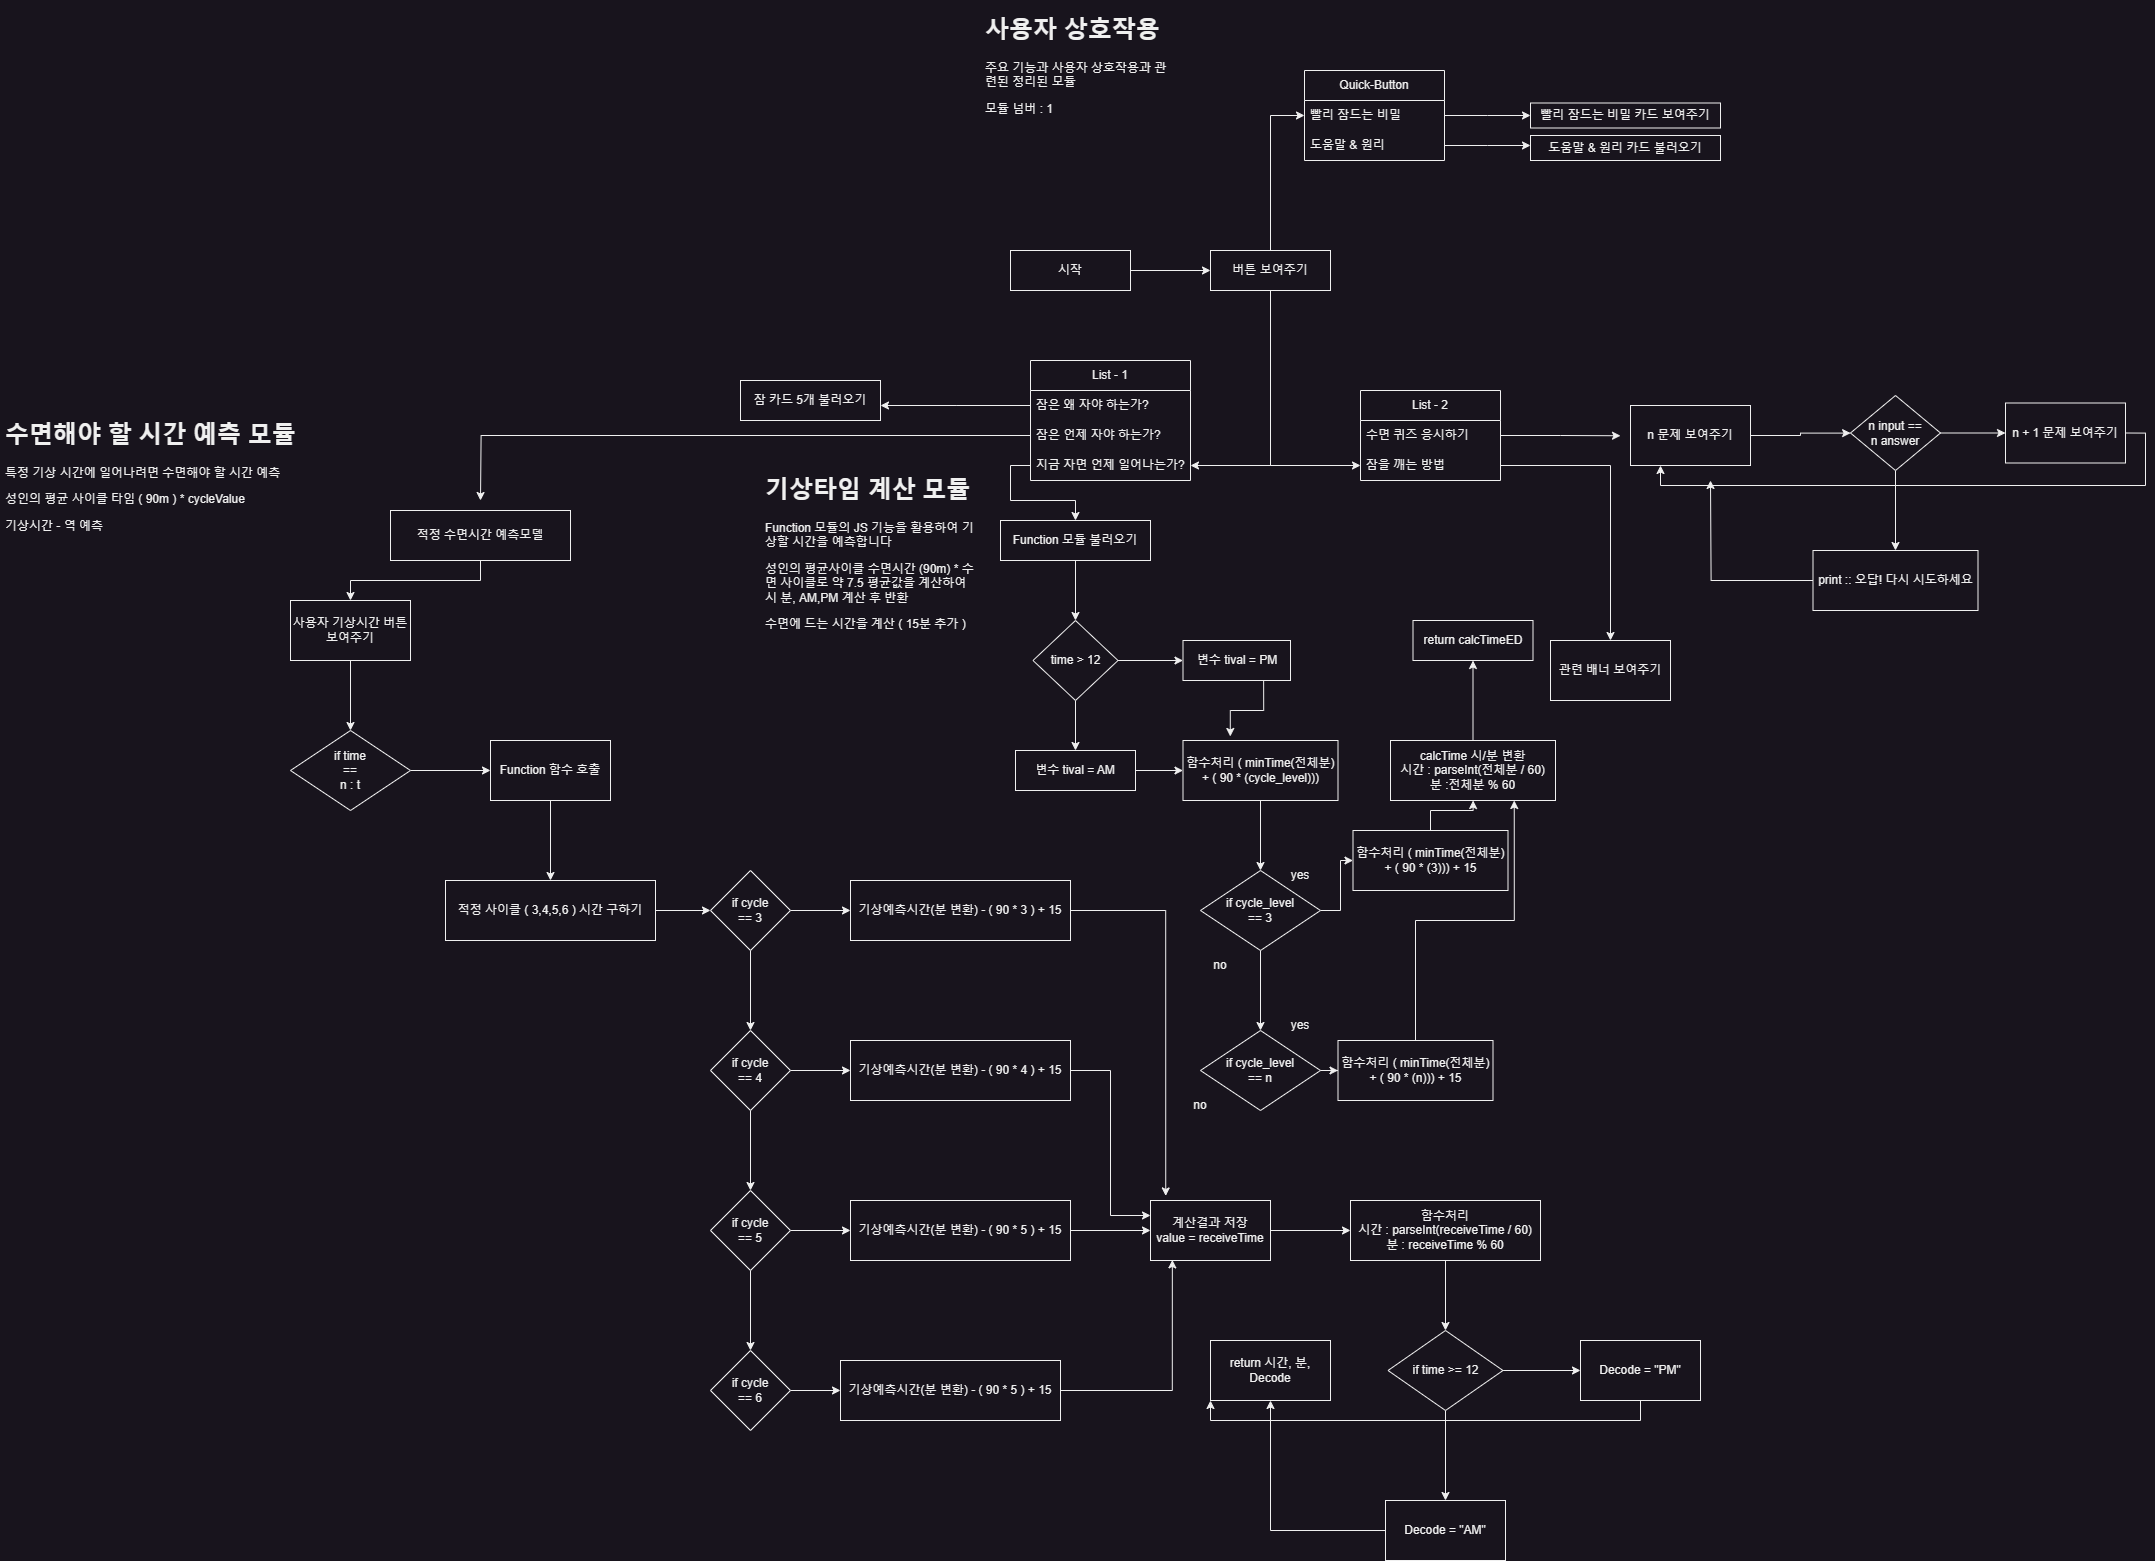 사용자 상호작용
주요 기능과 사용자 상호작용과 관
련된 정리된 모듈
모듈 넘버 : 1
Quick-Button
빨리 잠드는 비밀
도움말 & 원리
빨리 잠드는 비밀 카드 보여주기
도움말 & 원리 카드 불러오기
시작
버튼 보여주기
List - 1
잠은 왜 자야 하는가?
잠은 언제 자야 하는가?
지금 자면 언제 일어나는가?
잠 카드 5개 불러오기
List - 2
수면 퀴즈 응시하기
잠을 깨는 방법
n 문제 보여주기
n input ==
n answer
n + 1 문제 보여주기
print :: 오답! 다시 시도하세요
관련 배너 보여주기
수면해야 할 시간 예측 모듈
특정 기상 시간에 일어나려면 수면해야 할 시간 예측
성인의 평균 사이클 타임 ( 90m ) * cycleValue
기상시간 - 역 예측
적정 수면시간 예측모델
사용자 기상시간 버튼
보여주기
if time
==
n : t
Function 함수 호출
적정 사이클 ( 3,4,5,6 ) 시간 구하기
기상타임 계산 모듈
Function 모듈의 JS 기능을 활용하여 기
상할 시간을 예측합니다
성인의 평균사이클 수면시간 (90m) * 수
면 사이클로 약 7.5 평균값을 계산하여
시 분, AM,PM 계산 후 반환
수면에 드는 시간을 계산 ( 15분 추가 )
Function 모듈 불러오기
time > 12
변수 tival = PM
변수 tival = AM
함수처리 ( minTime(전체분)
+ ( 90 * (cycle_level)))
return calcTimeED
calcTime 시/분 변환
시간 : parseInt(전체분 / 60)
분 :전체분 % 60
함수처리 ( minTime(전체분)
+ ( 90 * (3))) + 15
yes
if cycle_level
== 3
no
yes
if cycle_level
== n
no
함수처리 ( minTime(전체분)
+ ( 90 * (n))) + 15
if cycle
== 3
기상예측시간(분 변환) - ( 90 * 3 ) + 15
if cycle
== 4
기상예측시간(분 변환) - ( 90 * 4 ) + 15
if cycle
== 5
기상예측시간(분 변환) - ( 90 * 5 ) + 15
if cycle
== 6
기상예측시간(분 변환) - ( 90 * 5 ) + 15
계산결과 저장
value = receiveTime
함수처리
시간 : parseInt(receiveTime / 60)
분 : receiveTime % 60
if time >= 12
Decode = "PM"
return 시간, 분,
Decode
Decode = "AM"